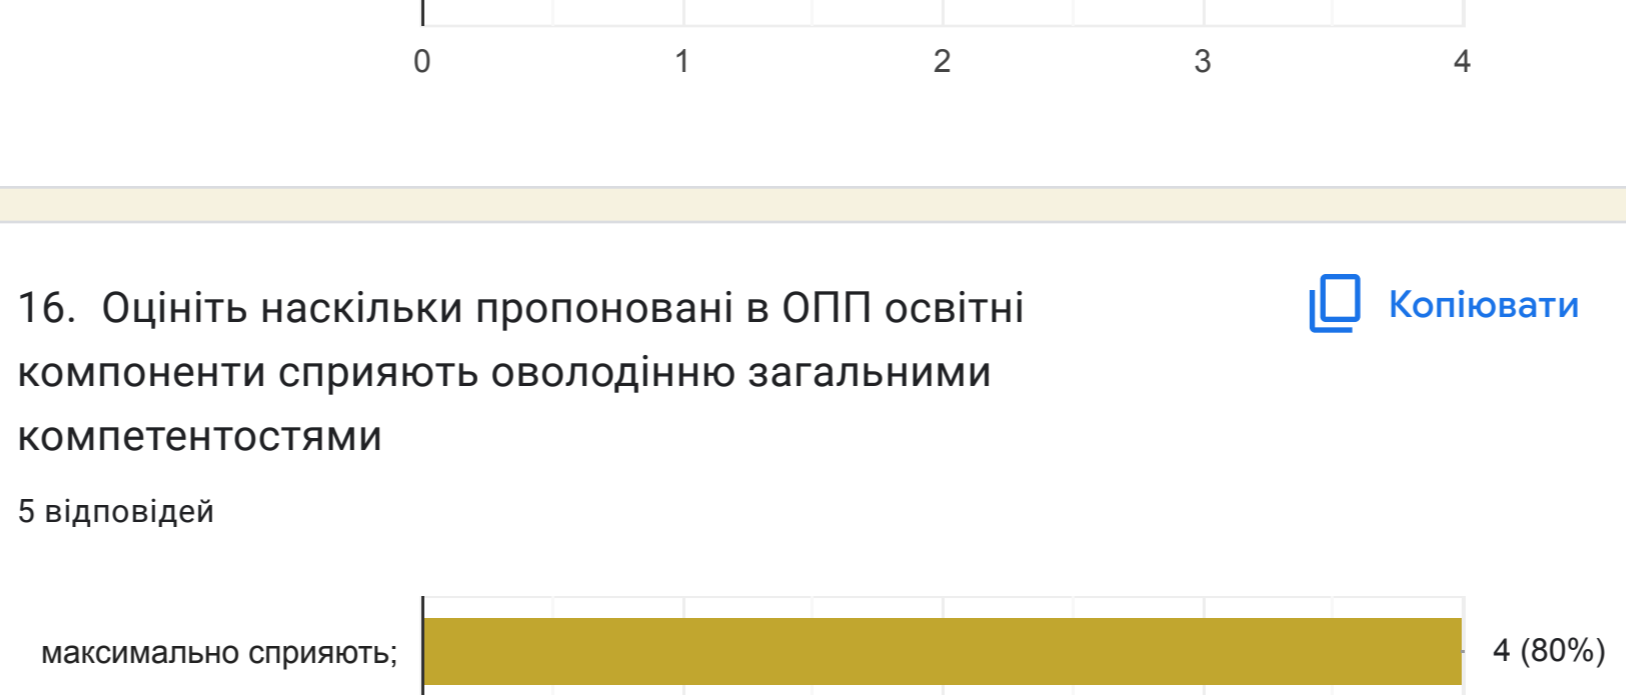 0 1 2 3 4
16. Оцініть наскільки пропоновані в ОПП освітні
Копіювати
компоненти сприяють оволодінню загальними
компетентостями
5 відповідей
максимально сприяють;
4 (80%)